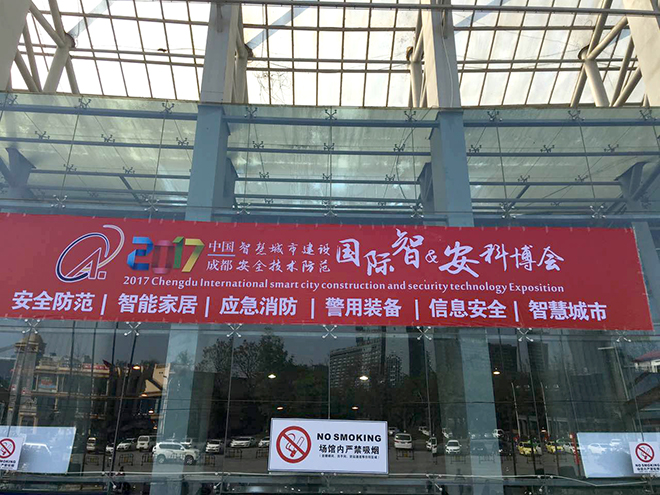 2017 中国 智慧城市建设 国际智&安科博会
成都 安全技术防范
2017 Chengdu International smart city construction and security technology Exposition
安全防范 | 智能家居 | 应急消防 | 警用装备 | 信息安全 | 智慧城市
NO SMOKING
场馆内严禁吸烟